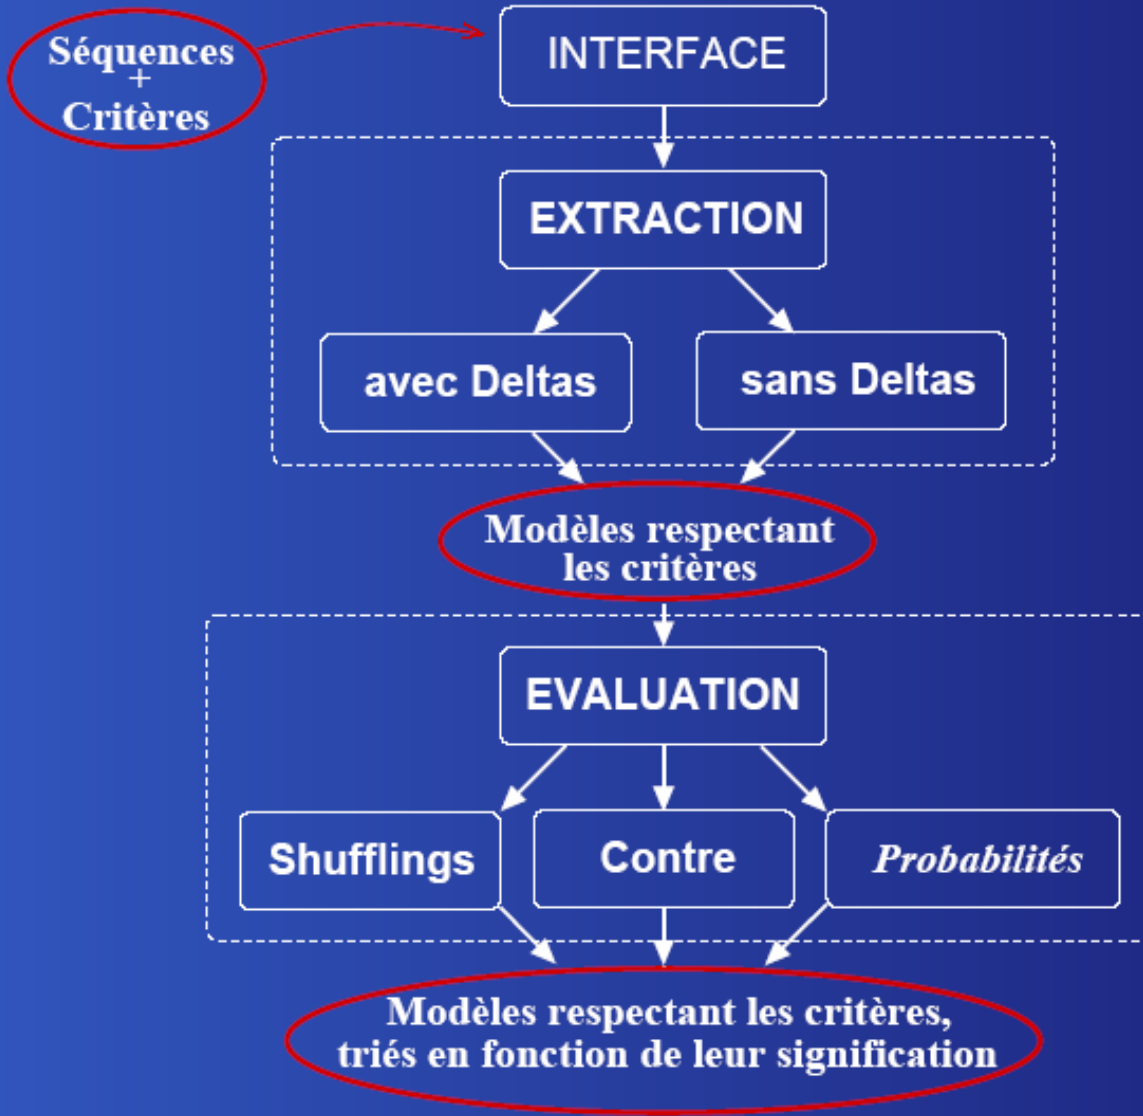 Séquences
+
Critères
INTERFACE
EXTRACTION
avec Deltas
sans Deltas
Modèles respectant
les critères
EVALUATION
Shufflings
Contre
Probabilités
Modèles respectant les critères,
triés en fonction de leur signification